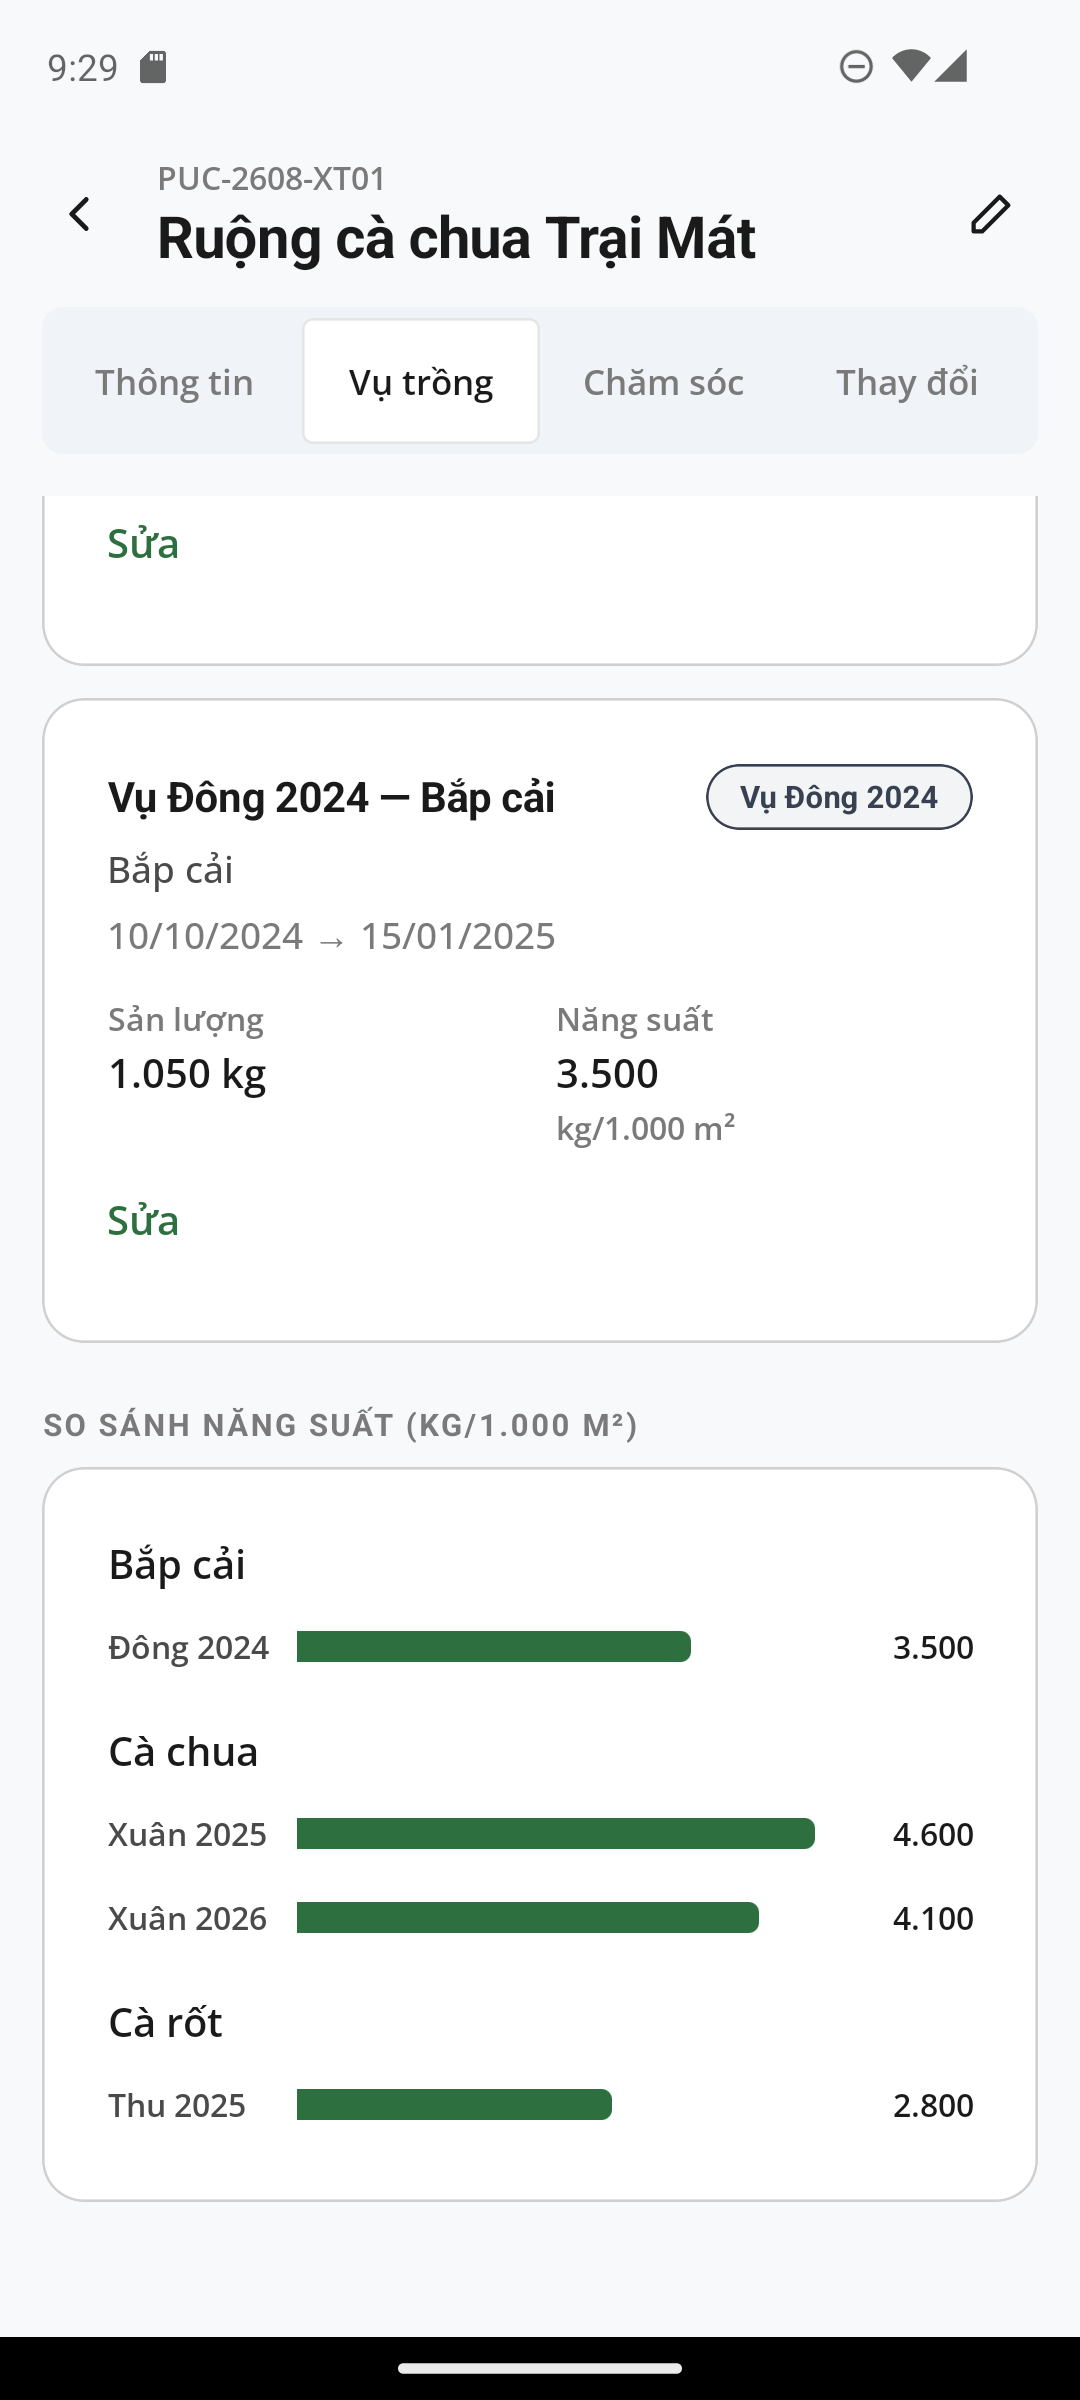 9:29
PUC-2608-XT01
Ruộng cà chua Trại Mát
Thông tin
Vụ trồng
Chăm sóc
Thay đổi
Sửa
Vụ Đông 2024 — Bắp cải
Vụ Đông 2024
Bắp cải
10/10/2024 → 15/01/2025
Sản lượng
1.050 kg
Năng suất
3.500
kg/1.000 m²
Sửa
SO SÁNH NĂNG SUẤT (KG/1.000 M²)
Bắp cải
Đông 2024 3.500
Cà chua
Xuân 2025 4.600
Xuân 2026 4.100
Cà rốt
Thu 2025 2.800